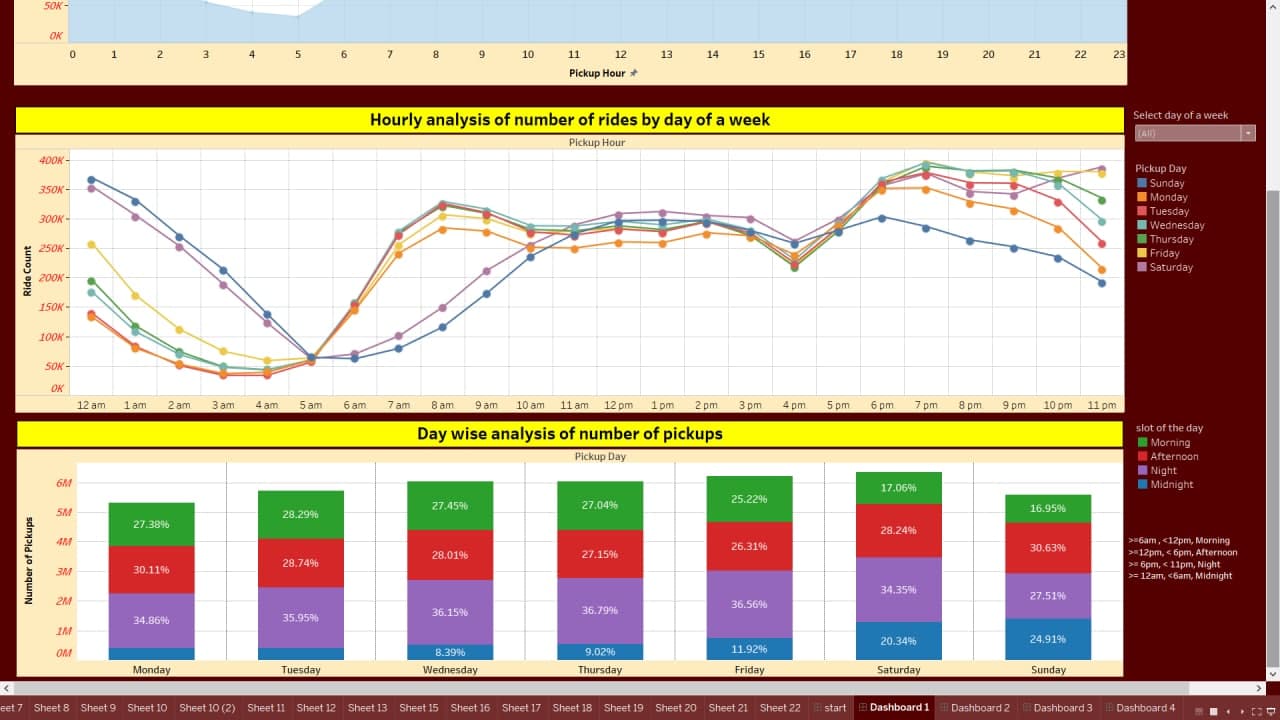 50K
0K
0 1 2 3 4 5 6 7 8 9 10 11 12 13 14 15 16 17 18 19 20 21 22 23
Pickup Hour
Hourly analysis of number of rides by day of a week
Pickup Hour
Ride Count
400K
350K
300K
250K
200K
150K
100K
50K
0K
12 am 1 am 2 am 3 am 4 am 5 am 6 am 7 am 8 am 9 am 10 am 11 am 12 pm 1 pm 2 pm 3 pm 4 pm 5 pm 6 pm 7 pm 8 pm 9 pm 10 pm 11 pm
Select day of a week
(All)
Pickup Day
Sunday
Monday
Tuesday
Wednesday
Thursday
Friday
Saturday
Day wise analysis of number of pickups
Pickup Day
Number of Pickups
6M
5M
4M
3M
2M
1M
0M
27.38% 28.29% 27.45% 27.04% 25.22% 17.06% 16.95%
30.11% 28.74% 28.01% 27.15% 26.31% 28.24% 30.63%
34.86% 35.95% 36.15% 36.79% 36.56% 34.35% 27.51%
8.39% 9.02% 11.92% 20.34% 24.91%
Monday Tuesday Wednesday Thursday Friday Saturday Sunday
slot of the day
Morning
Afternoon
Night
Midnight
>=6am , <12pm, Morning
>=12pm, < 6pm, Afternoon
>= 6pm, < 11pm, Night
>= 12am, <6am, Midnight
eet 7 Sheet 8 Sheet 9 Sheet 10 Sheet 10 (2) Sheet 11 Sheet 12 Sheet 13 Sheet 15 Sheet 16 Sheet 17 Sheet 18 Sheet 19 Sheet 20 Sheet 21 Sheet 22 start Dashboard 1 Dashboard 2 Dashboard 3 Dashboard 4